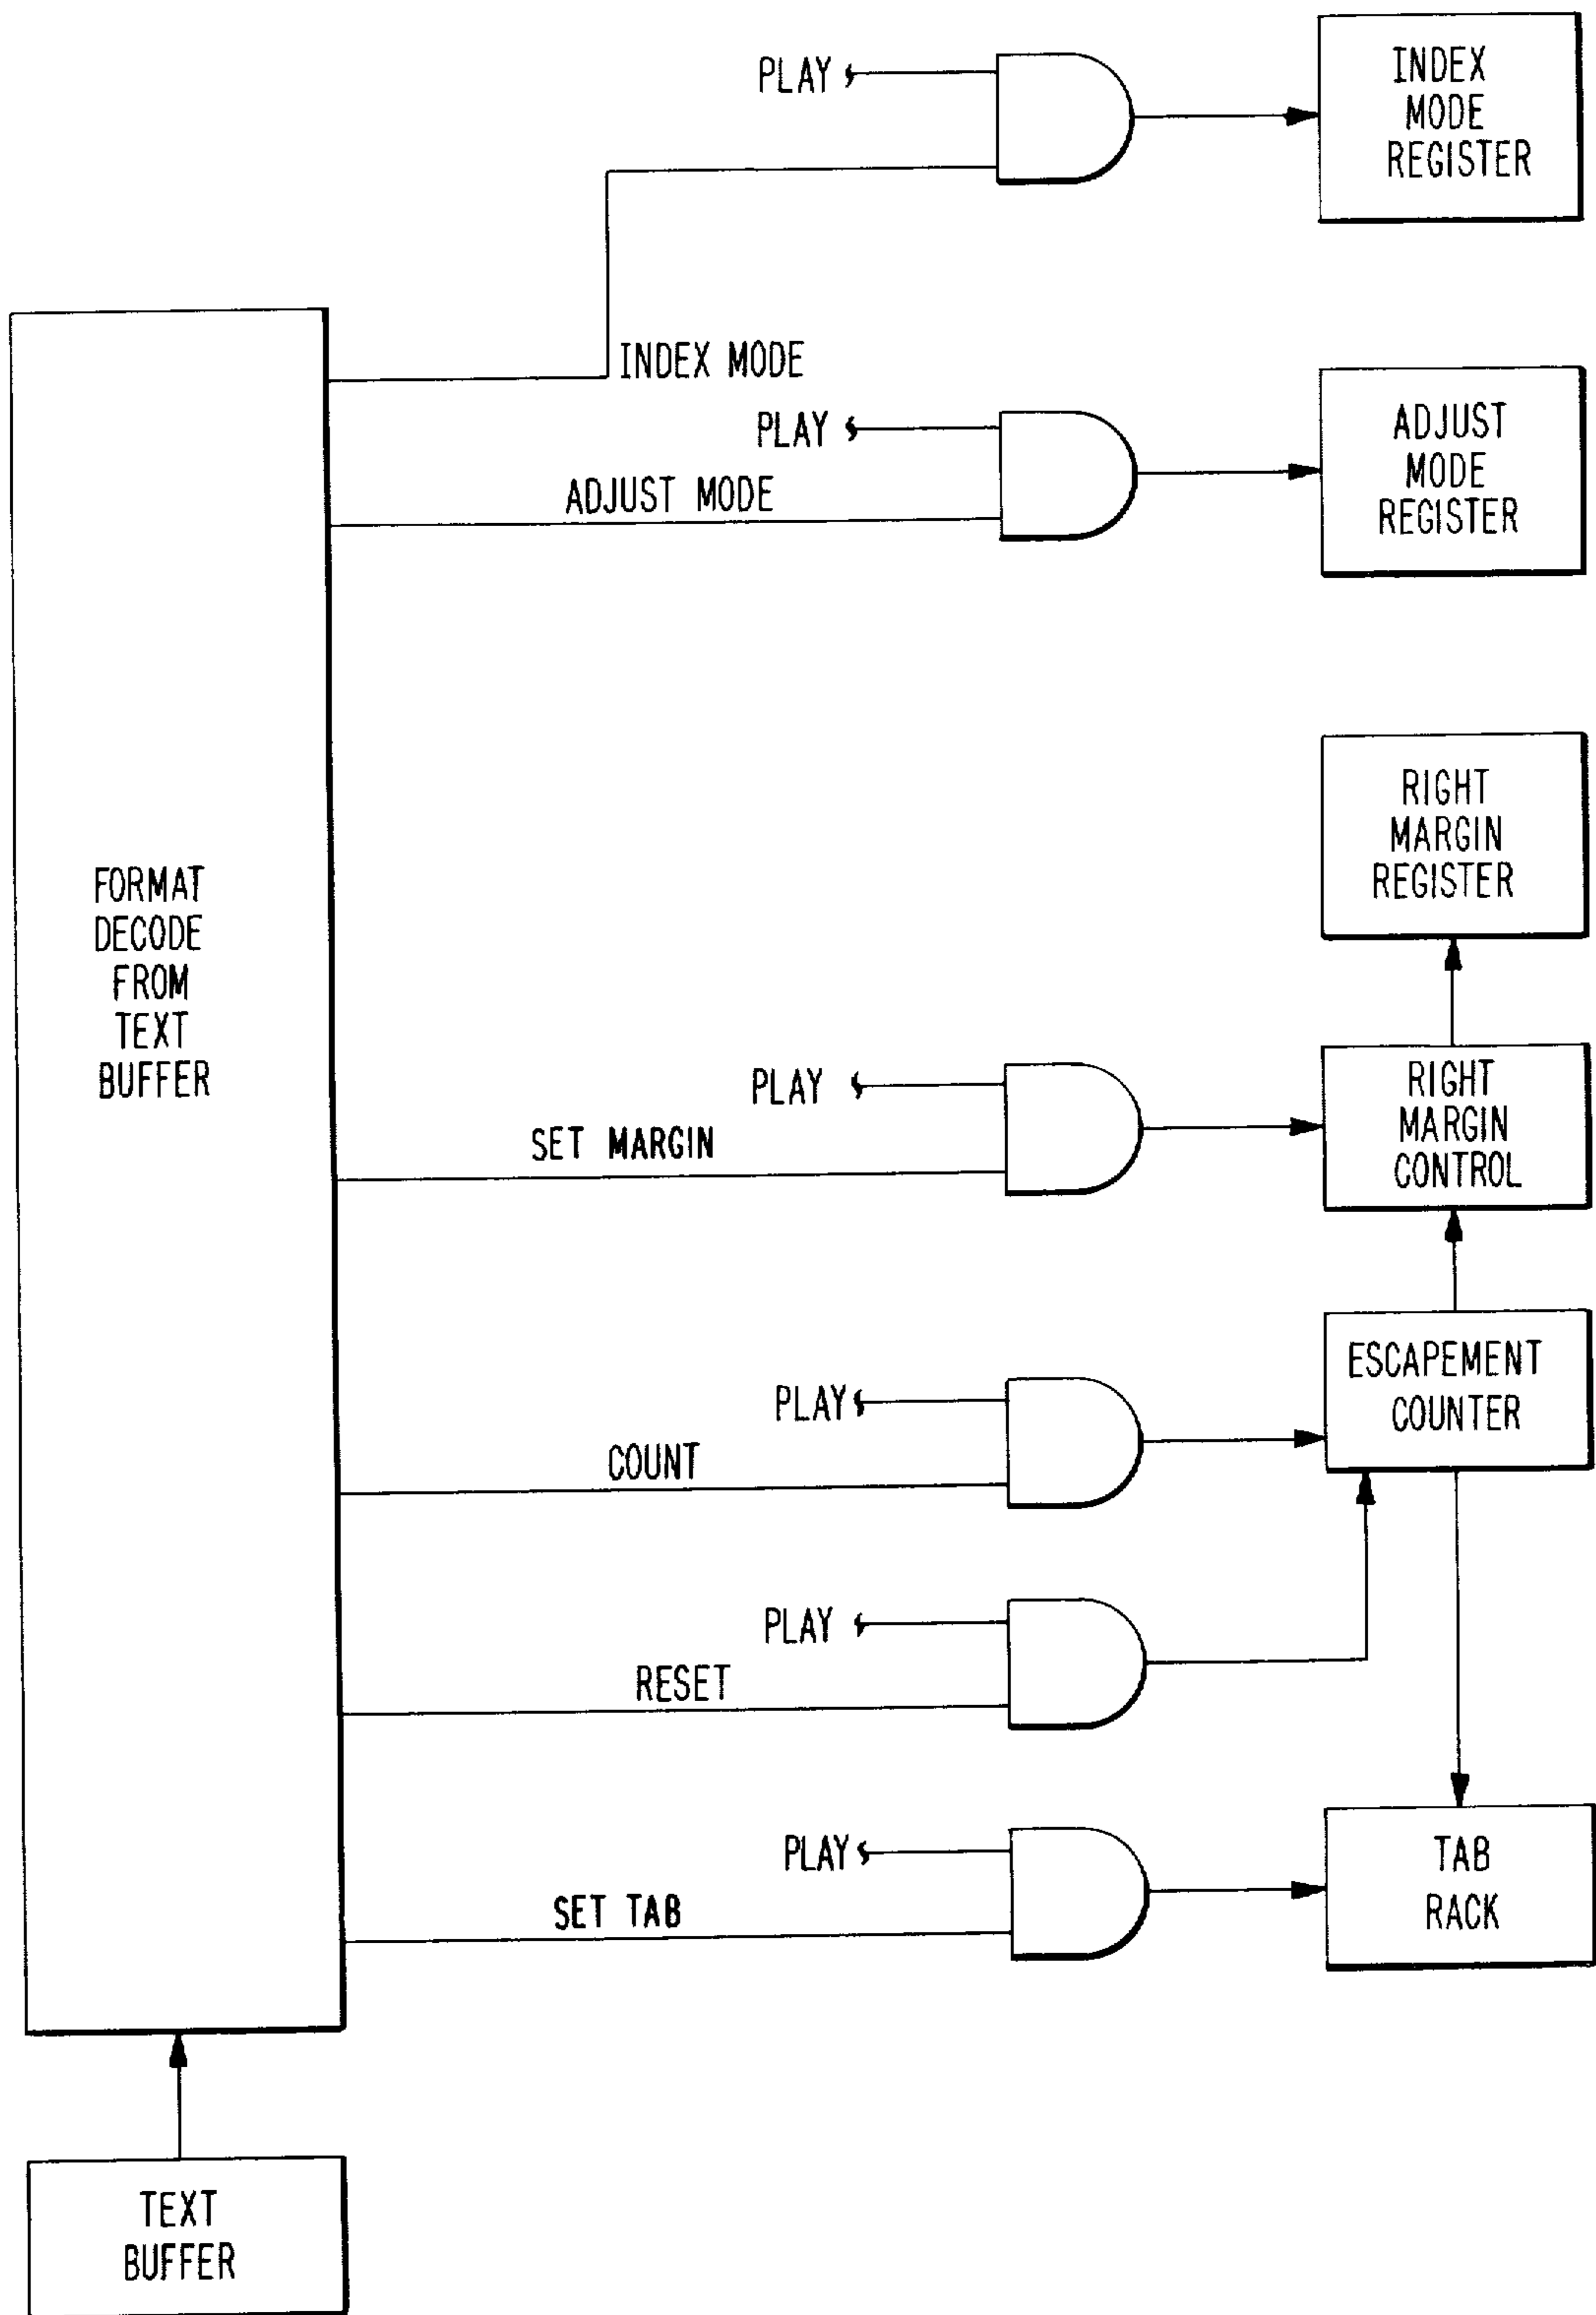 PLAY
INDEX
MODE
REGISTER
INDEX MODE
PLAY
ADJUST MODE
ADJUST
MODE
REGISTER
RIGHT
MARGIN
REGISTER
FORMAT
DECODE
FROM
TEXT
BUFFER
PLAY
SET MARGIN
RIGHT
MARGIN
CONTROL
PLAY
COUNT
ESCAPEMENT
COUNTER
PLAY
RESET
PLAY
SET TAB
TAB
RACK
TEXT
BUFFER